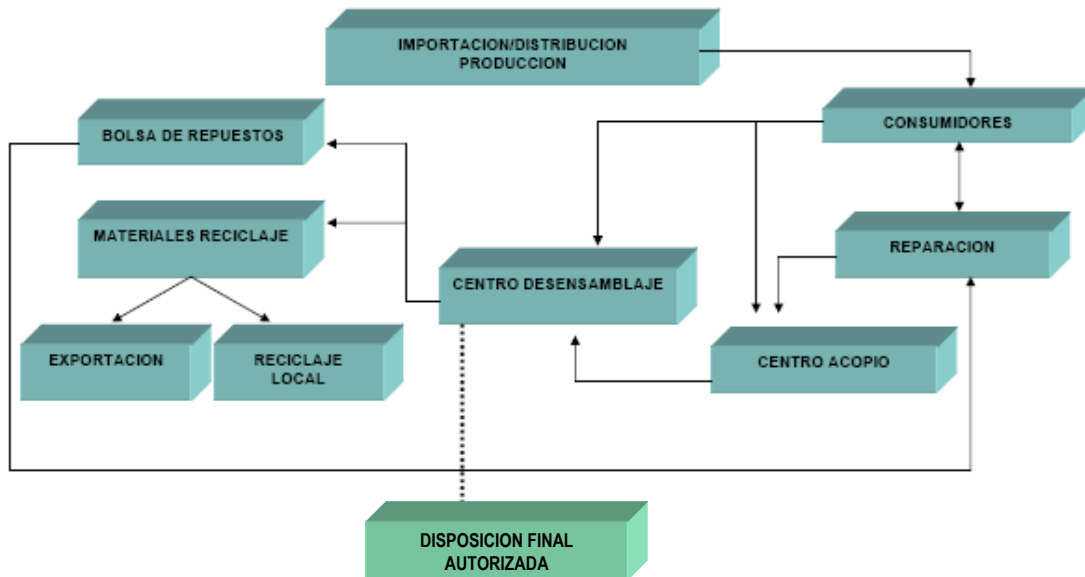 IMPORTACION/DISTRIBUCION
PRODUCCION
BOLSA DE REPUESTOS
CONSUMIDORES
MATERIALES RECICLAJE
REPARACION
CENTRO DESENSAMBLAJE
EXPORTACION
RECICLAJE
LOCAL
CENTRO ACOPIO
DISPOSICION FINAL
AUTORIZADA